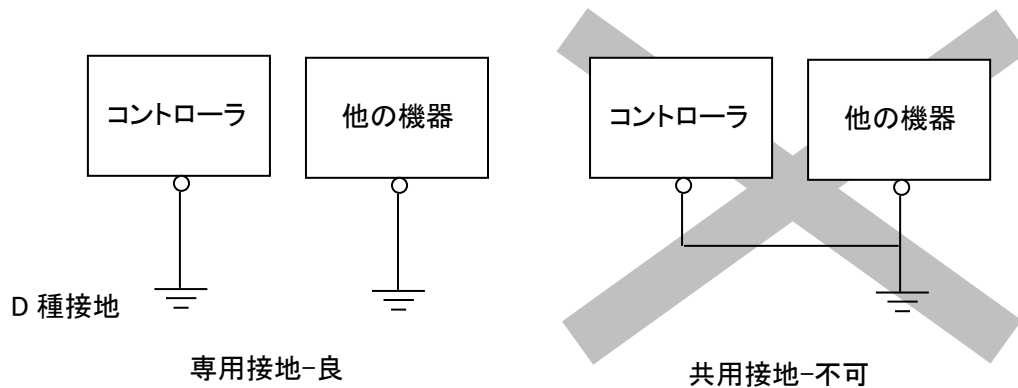 コントローラ
他の機器
コントローラ
他の機器
D 種接地
専用接地−良
共用接地−不可